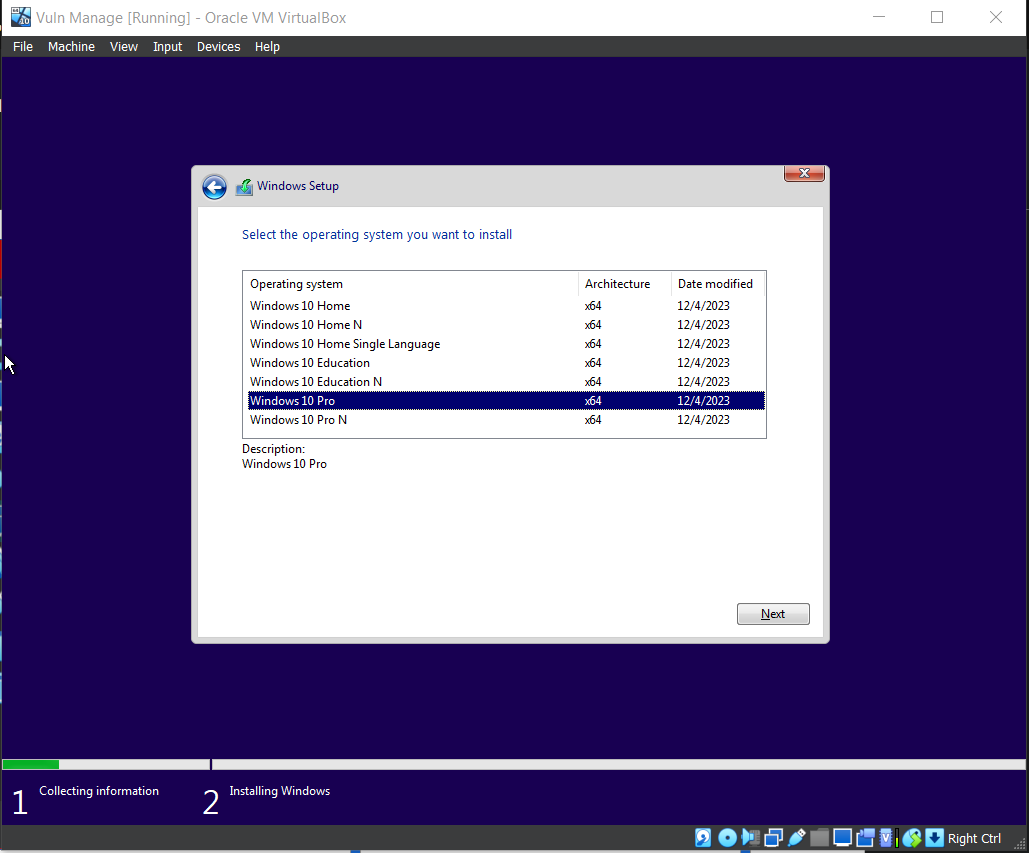 Vuln Manage [Running] - Oracle VM VirtualBox
File Machine View Input Devices Help
Windows Setup
Select the operating system you want to install
Operating system Architecture Date modified
Windows 10 Home x64 12/4/2023
Windows 10 Home N x64 12/4/2023
Windows 10 Home Single Language x64 12/4/2023
Windows 10 Education x64 12/4/2023
Windows 10 Education N x64 12/4/2023
Windows 10 Pro x64 12/4/2023
Windows 10 Pro N x64 12/4/2023
Description:
Windows 10 Pro
Next
1 Collecting information 2 Installing Windows
Right Ctrl